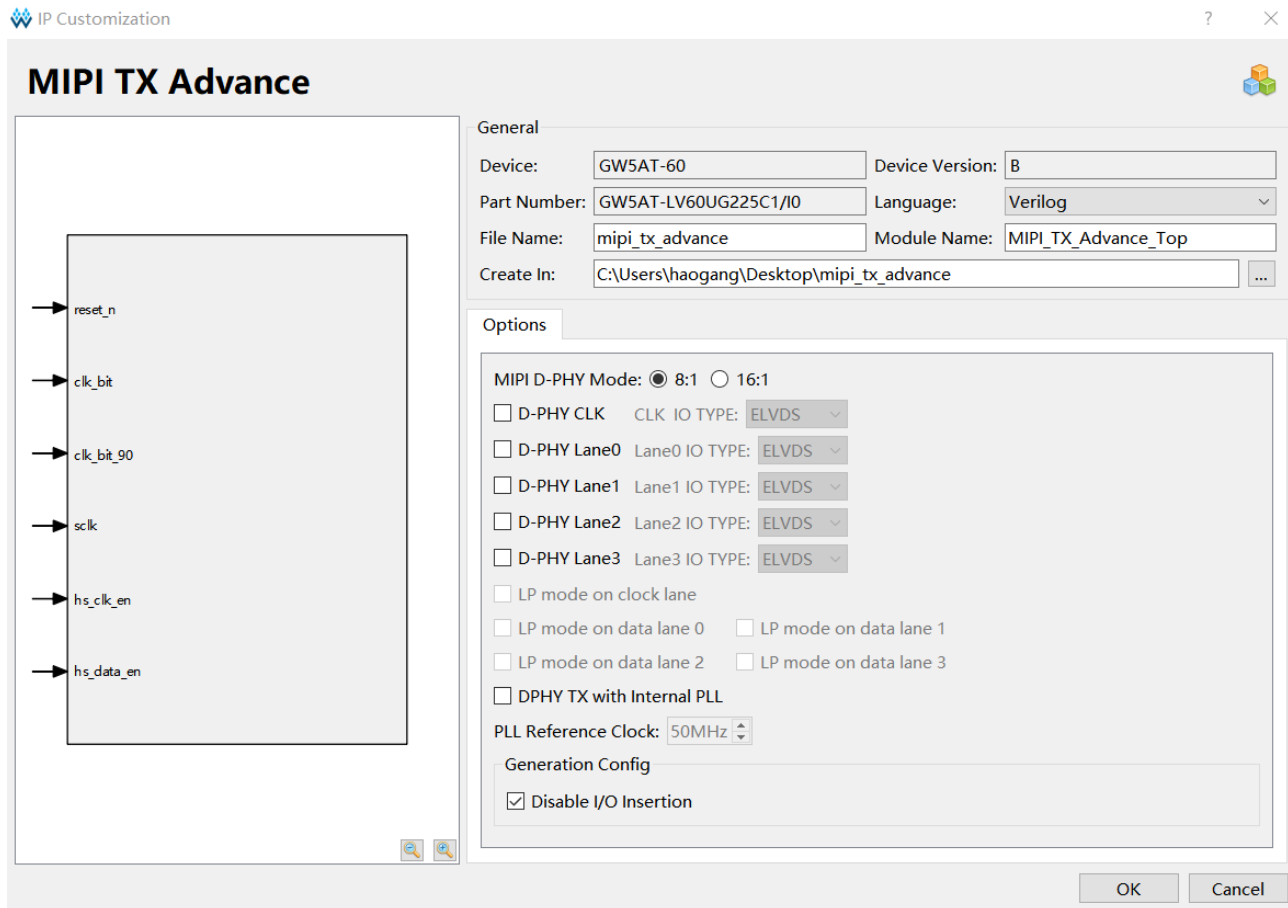 IP Customization
MIPI TX Advance
reset_n
clk_bit
clk_bit_90
sclk
hs_clk_en
hs_data_en
General
Device: GW5AT-60 Device Version: B
Part Number: GW5AT-LV60UG225C1/I0 Language: Verilog
File Name: mipi_tx_advance Module Name: MIPI_TX_Advance_Top
Create In: C:\Users\haogang\Desktop\mipi_tx_advance ...
Options
MIPI D-PHY Mode: 8:1 16:1
D-PHY CLK CLK IO TYPE: ELVDS
D-PHY Lane0 Lane0 IO TYPE: ELVDS
D-PHY Lane1 Lane1 IO TYPE: ELVDS
D-PHY Lane2 Lane2 IO TYPE: ELVDS
D-PHY Lane3 Lane3 IO TYPE: ELVDS
LP mode on clock lane
LP mode on data lane 0 LP mode on data lane 1
LP mode on data lane 2 LP mode on data lane 3
DPHY TX with Internal PLL
PLL Reference Clock: 50MHz
Generation Config
Disable I/O Insertion
OK Cancel